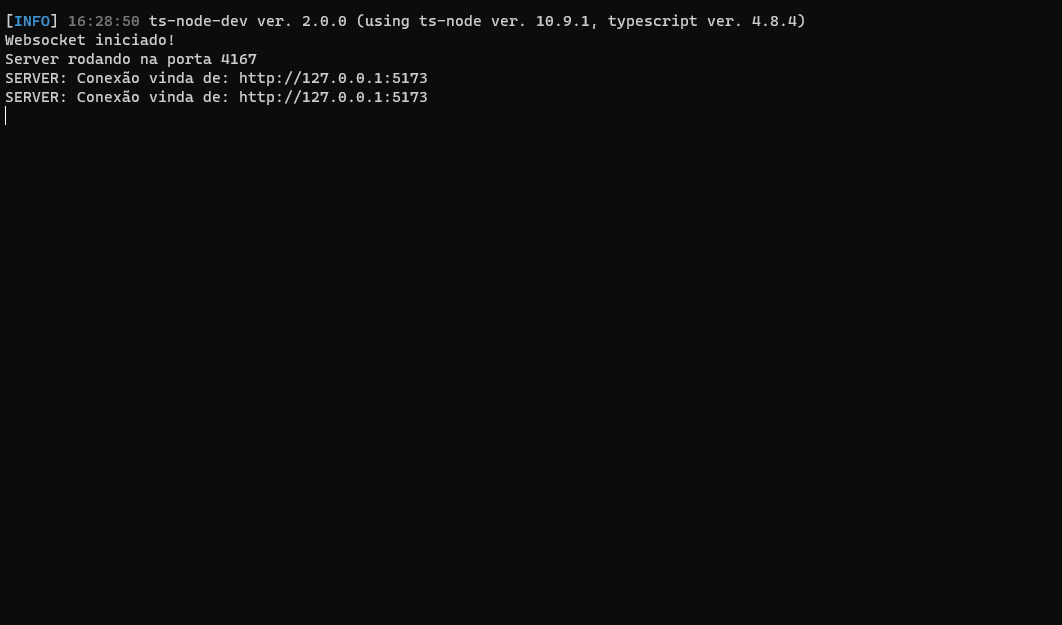 [INFO] 16:28:50 ts-node-dev ver. 2.0.0 (using ts-node ver. 10.9.1, typescript ver. 4.8.4)
Websocket iniciado!
Server rodando na porta 4167
SERVER: Conexão vinda de: http://127.0.0.1:5173
SERVER: Conexão vinda de: http://127.0.0.1:5173